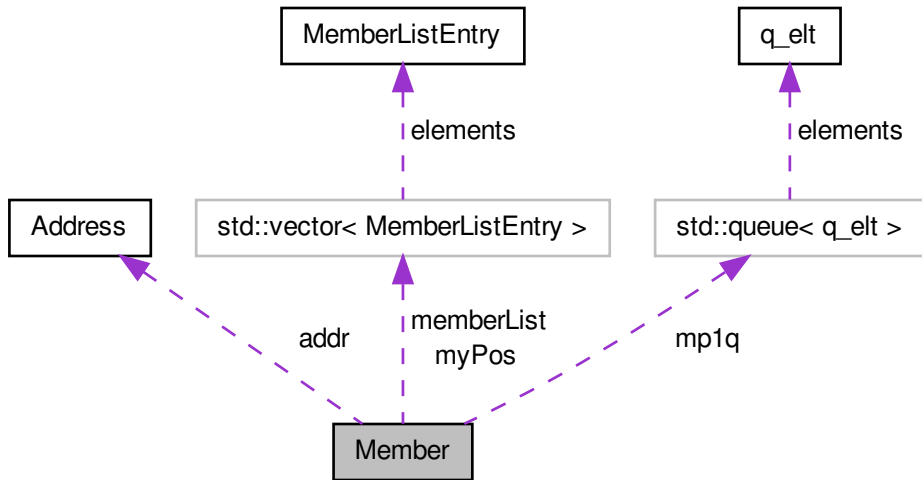 MemberListEntry
q_elt
elements
elements
Address
std::vector< MemberListEntry >
std::queue< q_elt >
addr
memberList
myPos
mp1q
Member